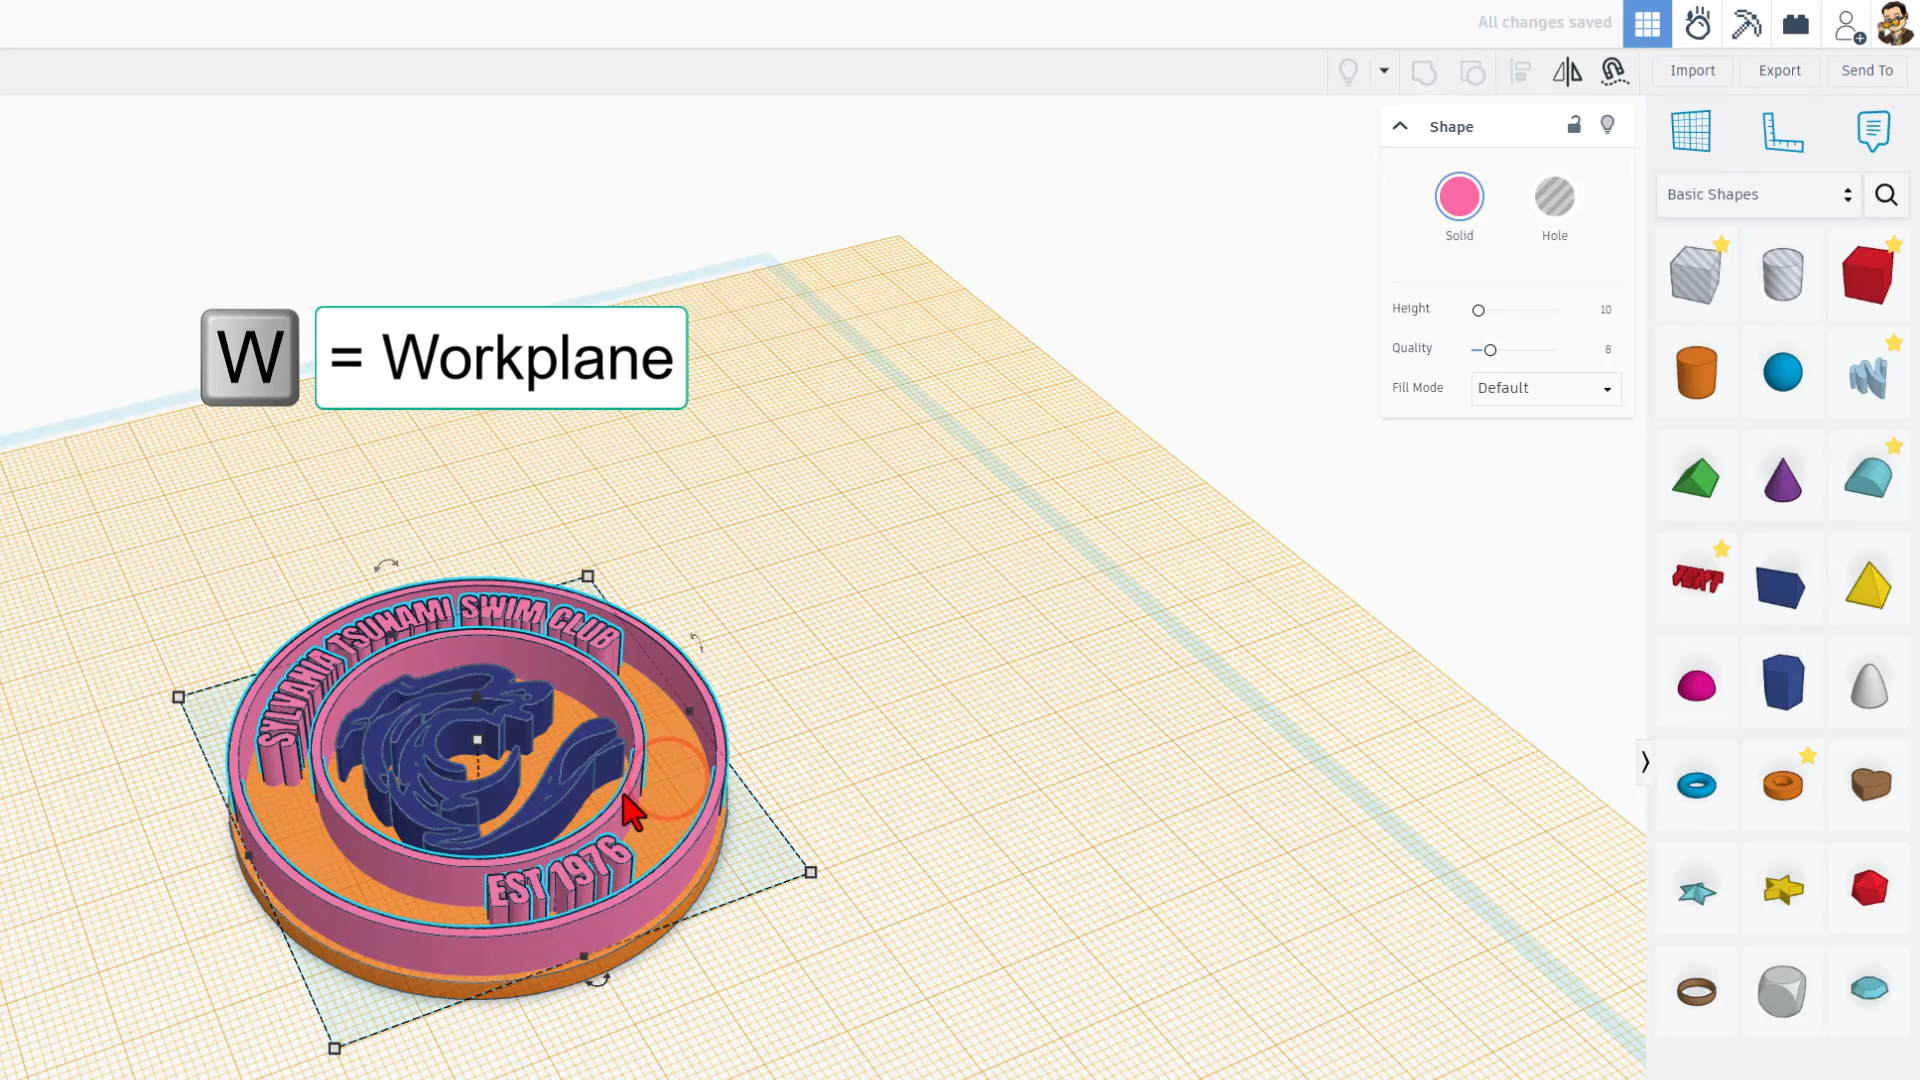 All changes saved
Import
Export
Send To
Shape
Solid
Hole
Basic Shapes
Height
10
Quality
8
Fill Mode
Default
W
= Workplane
TEXT
SYLVANIA TSUNAMI SWIM CLUB
EST 1976